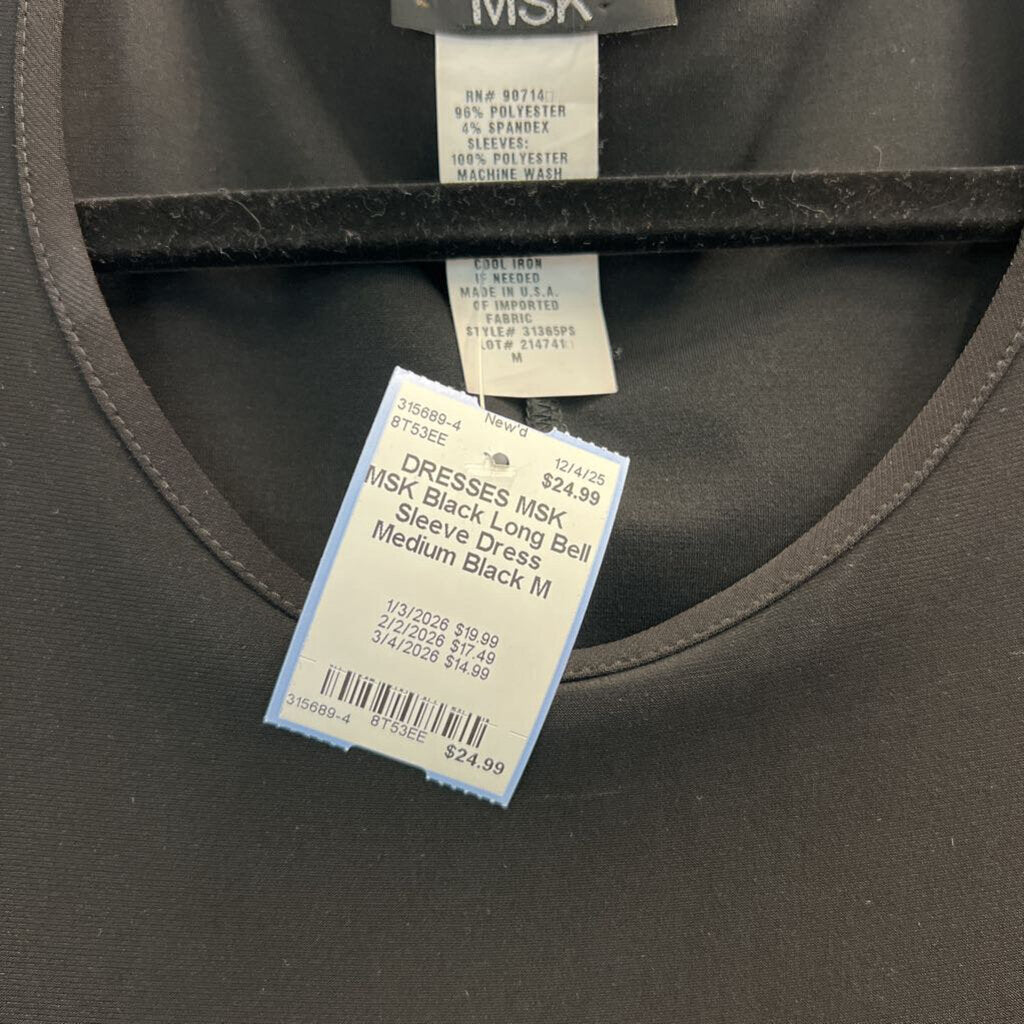 MSK
RN# 90714
96% POLYESTER
4% SPANDEX
SLEEVES:
100% POLYESTER
MACHINE WASH
COOL IRON
IF NEEDED
MADE IN U.S.A.
OF IMPORTED
FABRIC
STYLE# 31365PS
LOT# 214741
M
315689-4
8T53EE
New'd
12/4/25
$24.99
DRESSES MSK
MSK Black Long Bell
Sleeve Dress
Medium Black M
1/3/2026 $19.99
2/2/2026 $17.49
3/4/2026 $14.99
315689-4 8T53EE $24.99